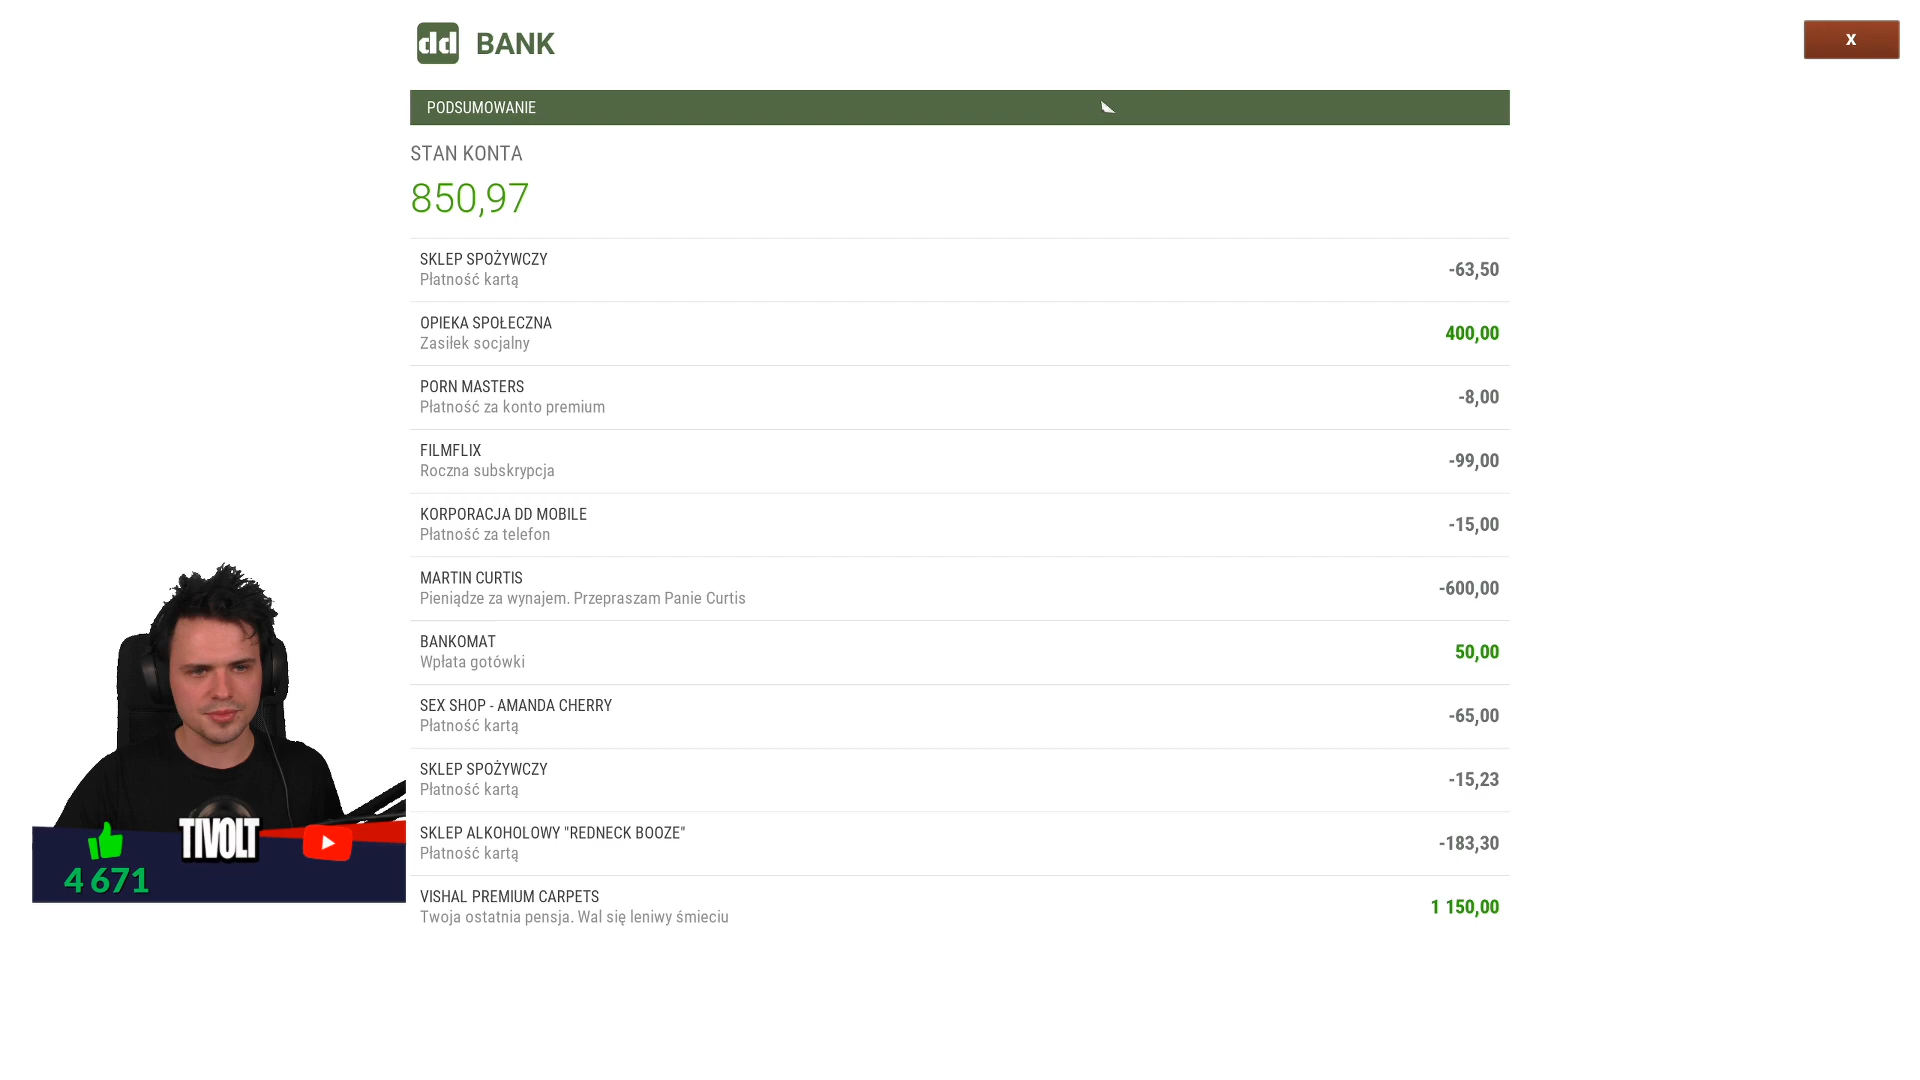 dd BANK
X
PODSUMOWANIE
STAN KONTA
850,97
SKLEP SPOŻYWCZY
Płatność kartą
-63,50
OPIEKA SPOŁECZNA
Zasiłek socjalny
400,00
PORN MASTERS
Płatność za konto premium
-8,00
FILMFLIX
Roczna subskrypcja
-99,00
KORPORACJA DD MOBILE
Płatność za telefon
-15,00
MARTIN CURTIS
Pieniądze za wynajem. Przepraszam Panie Curtis
-600,00
BANKOMAT
Wpłata gotówki
50,00
SEX SHOP - AMANDA CHERRY
Płatność kartą
-65,00
SKLEP SPOŻYWCZY
Płatność kartą
-15,23
SKLEP ALKOHOLOWY "REDNECK BOOZE"
Płatność kartą
-183,30
VISHAL PREMIUM CARPETS
Twoja ostatnia pensja. Wal się leniwy śmieciu
1 150,00
TIVOLT
4 671